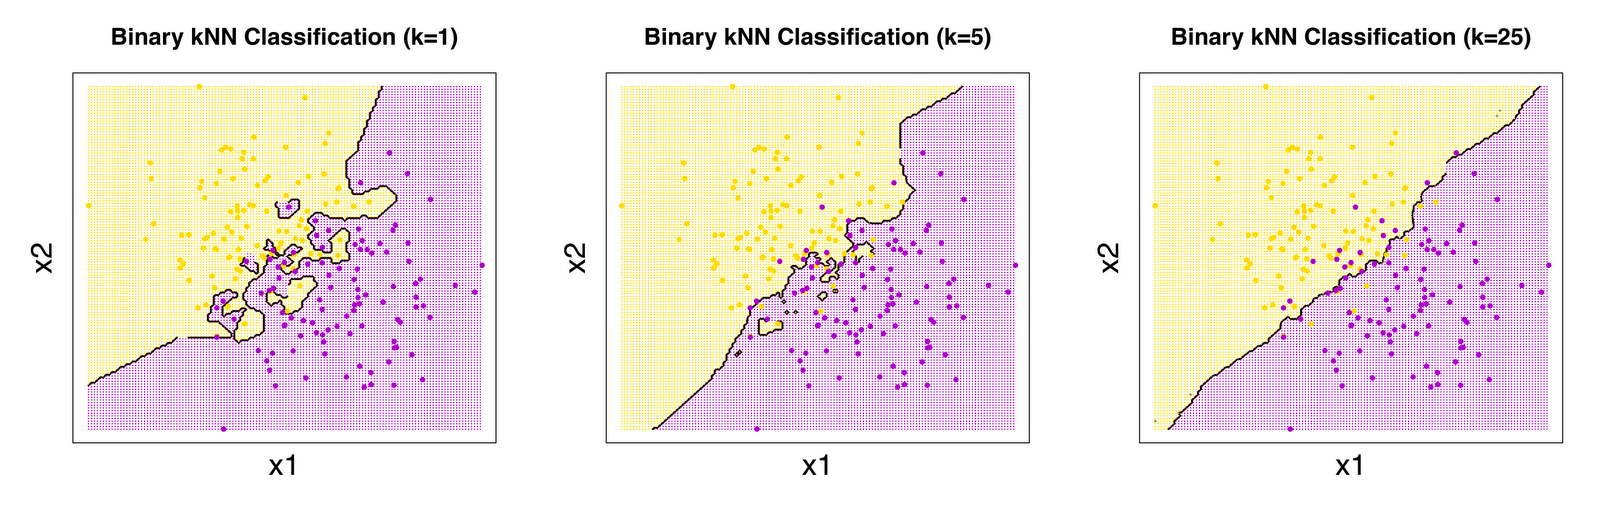 Binary kNN Classification (k=1)
x2
x1
Binary kNN Classification (k=5)
x2
x1
Binary kNN Classification (k=25)
x2
x1